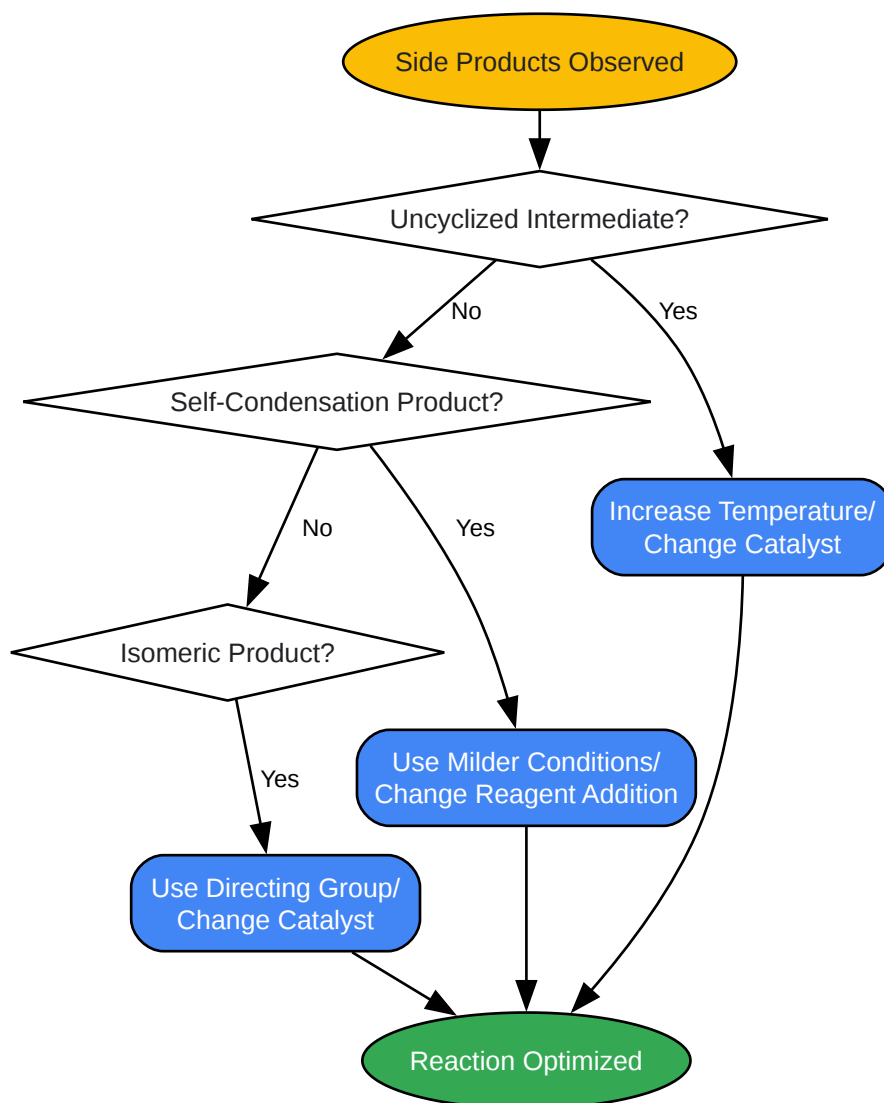 Side Products Observed
Uncyclized Intermediate?
No
Yes
Self-Condensation Product?
Increase Temperature/
Change Catalyst
No
Yes
Isomeric Product?
Use Milder Conditions/
Change Reagent Addition
Yes
Use Directing Group/
Change Catalyst
Reaction Optimized